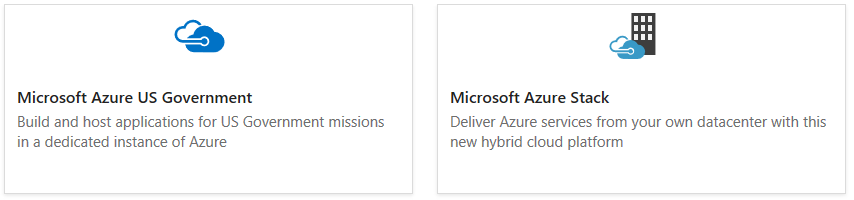 Microsoft Azure US Government
Build and host applications for US Government missions
in a dedicated instance of Azure
Microsoft Azure Stack
Deliver Azure services from your own datacenter with this
new hybrid cloud platform